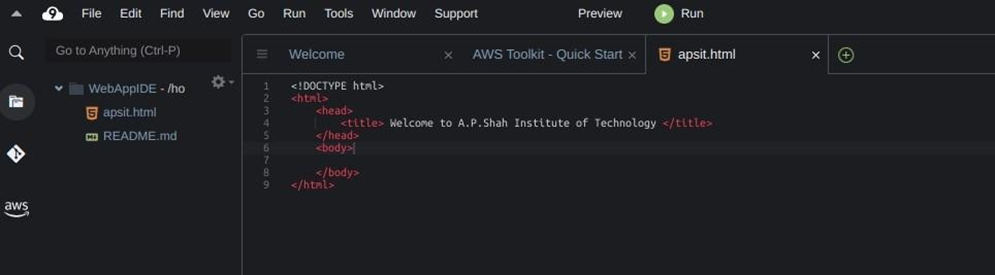 9 File Edit Find View Go Run Tools Window Support Preview Run
Go to Anything (Ctrl-P)
Welcome × AWS Toolkit - Quick Start × apsit.html ×
WebAppIDE - /ho
apsit.html
README.md
aws
1 <!DOCTYPE html>
2 <html>
3 <head>
4 <title> Welcome to A.P.Shah Institute of Technology </title>
5 </head>
6 <body>
7
8 </body>
9 </html>